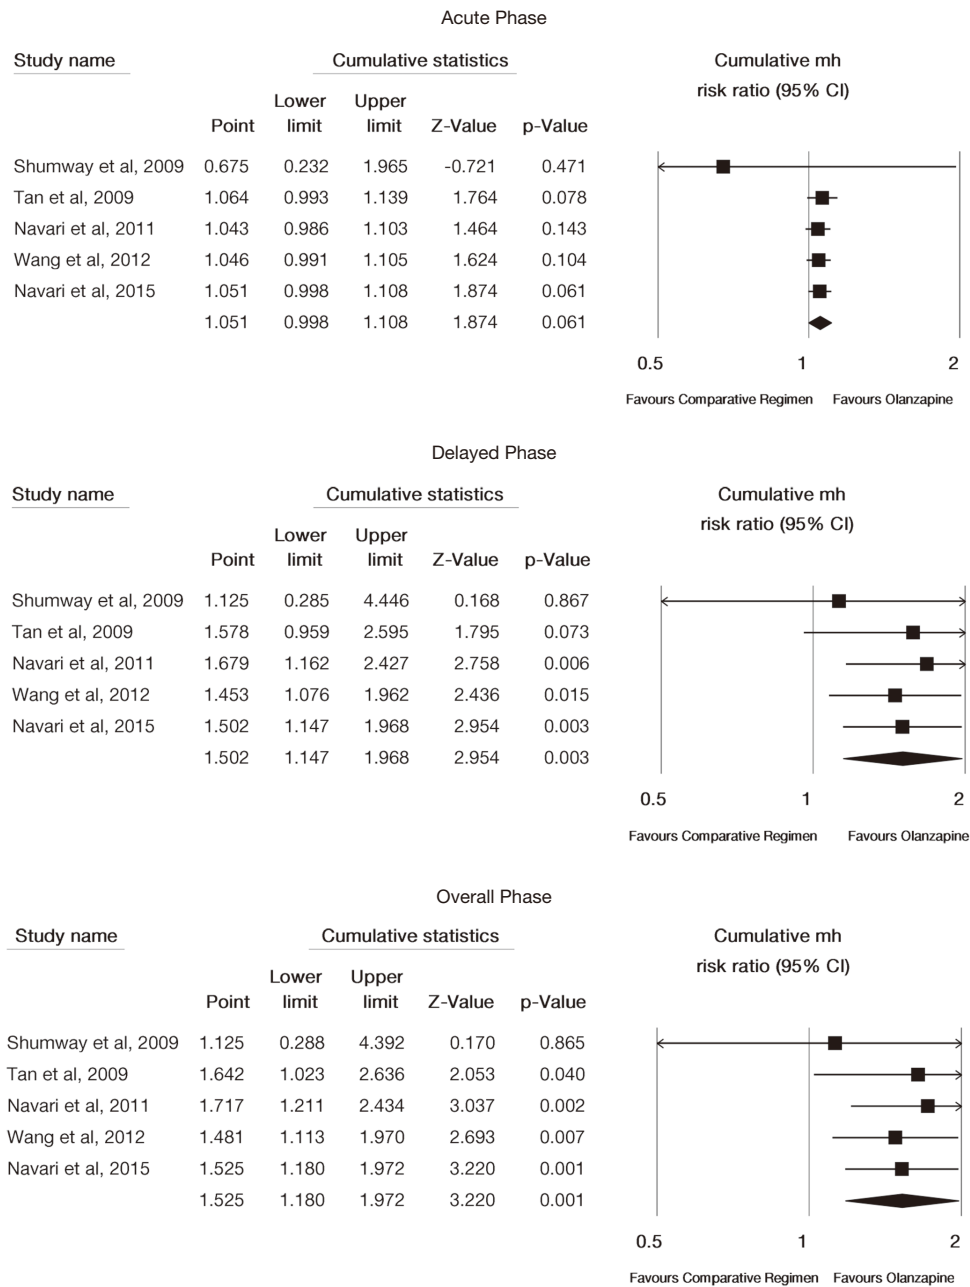 Acute Phase
Study name Cumulative statistics Cumulative mh
risk ratio (95% CI)
Lower Upper
Point limit limit Z-Value p-Value
Shumway et al, 2009 0.675 0.232 1.965 -0.721 0.471
Tan et al, 2009 1.064 0.993 1.139 1.764 0.078
Navari et al, 2011 1.043 0.986 1.103 1.464 0.143
Wang et al, 2012 1.046 0.991 1.105 1.624 0.104
Navari et al, 2015 1.051 0.998 1.108 1.874 0.061
1.051 0.998 1.108 1.874 0.061
0.5 1 2
Favours Comparative Regimen Favours Olanzapine
Delayed Phase
Study name Cumulative statistics Cumulative mh
risk ratio (95% CI)
Lower Upper
Point limit limit Z-Value p-Value
Shumway et al, 2009 1.125 0.285 4.446 0.168 0.867
Tan et al, 2009 1.578 0.959 2.595 1.795 0.073
Navari et al, 2011 1.679 1.162 2.427 2.758 0.006
Wang et al, 2012 1.453 1.076 1.962 2.436 0.015
Navari et al, 2015 1.502 1.147 1.968 2.954 0.003
1.502 1.147 1.968 2.954 0.003
0.5 1 2
Favours Comparative Regimen Favours Olanzapine
Overall Phase
Study name Cumulative statistics Cumulative mh
risk ratio (95% CI)
Lower Upper
Point limit limit Z-Value p-Value
Shumway et al, 2009 1.125 0.288 4.392 0.170 0.865
Tan et al, 2009 1.642 1.023 2.636 2.053 0.040
Navari et al, 2011 1.717 1.211 2.434 3.037 0.002
Wang et al, 2012 1.481 1.113 1.970 2.693 0.007
Navari et al, 2015 1.525 1.180 1.972 3.220 0.001
1.525 1.180 1.972 3.220 0.001
0.5 1 2
Favours Comparative Regimen Favours Olanzapine